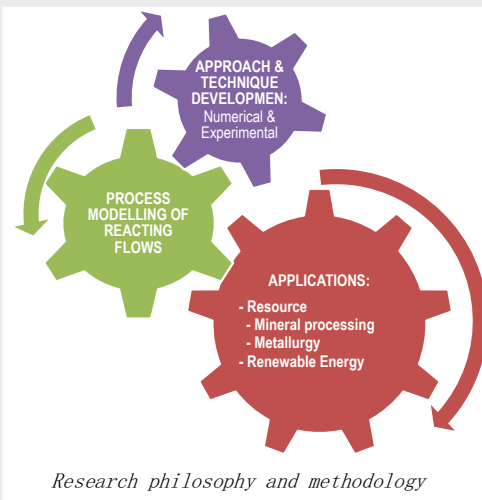 APPROACH &
TECHNIQUE
DEVELOPMEN:
Numerical &
Experimental
PROCESS
MODELLING OF
REACTING
FLOWS
APPLICATIONS:
- Resource
- Mineral processing
- Metallurgy
- Renewable Energy
Research philosophy and methodology